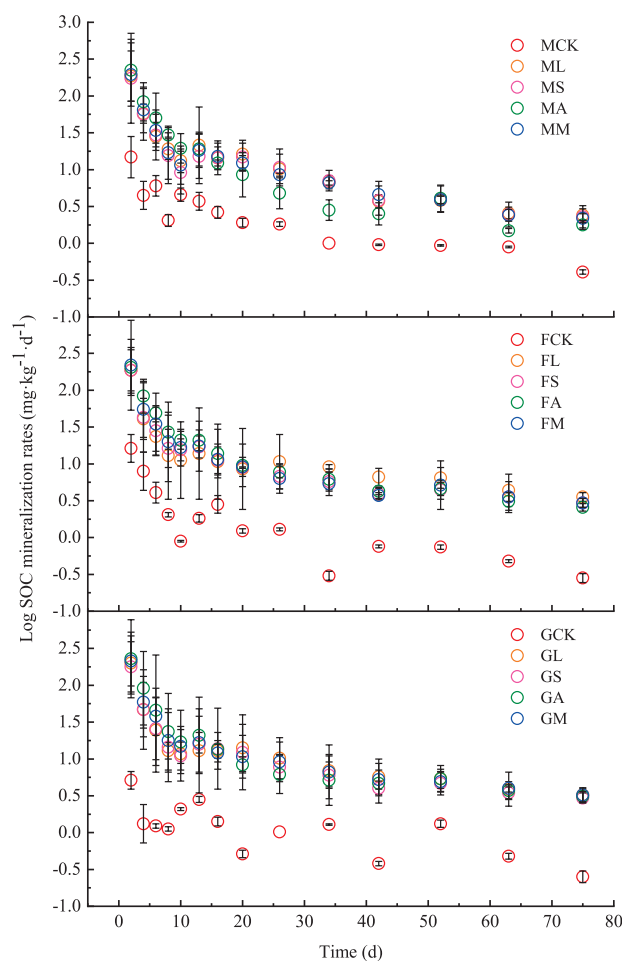 3.0
2.5
2.0
1.5
1.0
0.5
0.0
-0.5
-1.0
MCK
ML
MS
MA
MM
2.5
2.0
1.5
1.0
0.5
0.0
-0.5
-1.0
FCK
FL
FS
FA
FM
2.5
2.0
1.5
1.0
0.5
0.0
-0.5
-1.0
GCK
GL
GS
GA
GM
Log SOC mineralization rates (mg·kg⁻¹·d⁻¹)
0 10 20 30 40 50 60 70 80
Time (d)